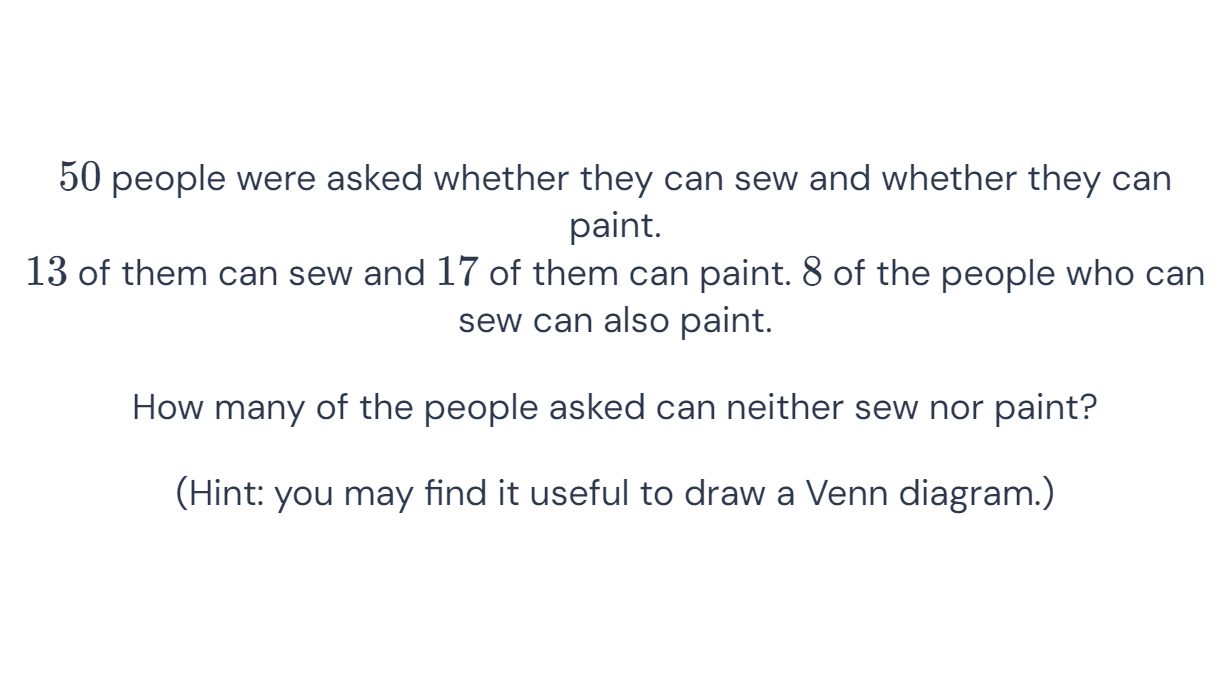 50 people were asked whether they can sew and whether they can
paint.
13 of them can sew and 17 of them can paint. 8 of the people who can
sew can also paint.
How many of the people asked can neither sew nor paint?
(Hint: you may find it useful to draw a Venn diagram.)